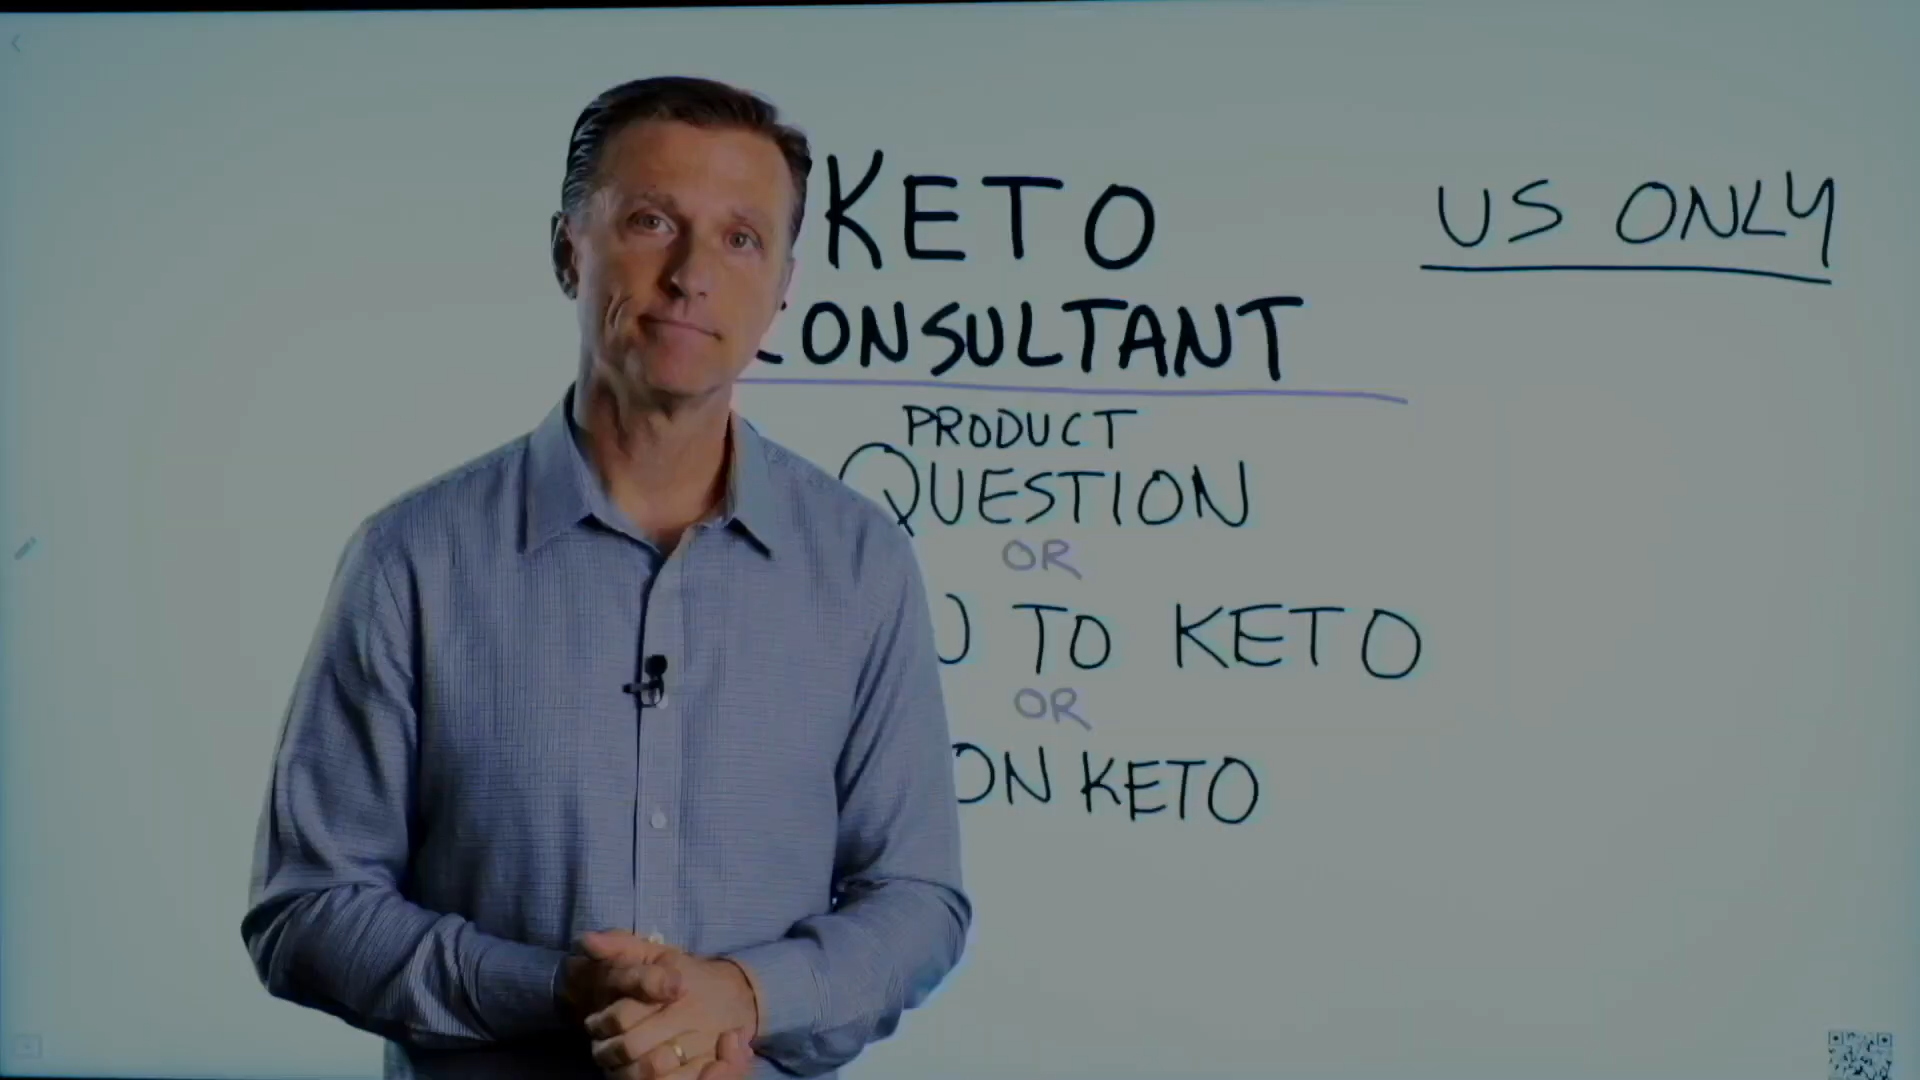 KETO
US ONLY
CONSULTANT
PRODUCT
QUESTION
OR
TO KETO
OR
ON KETO